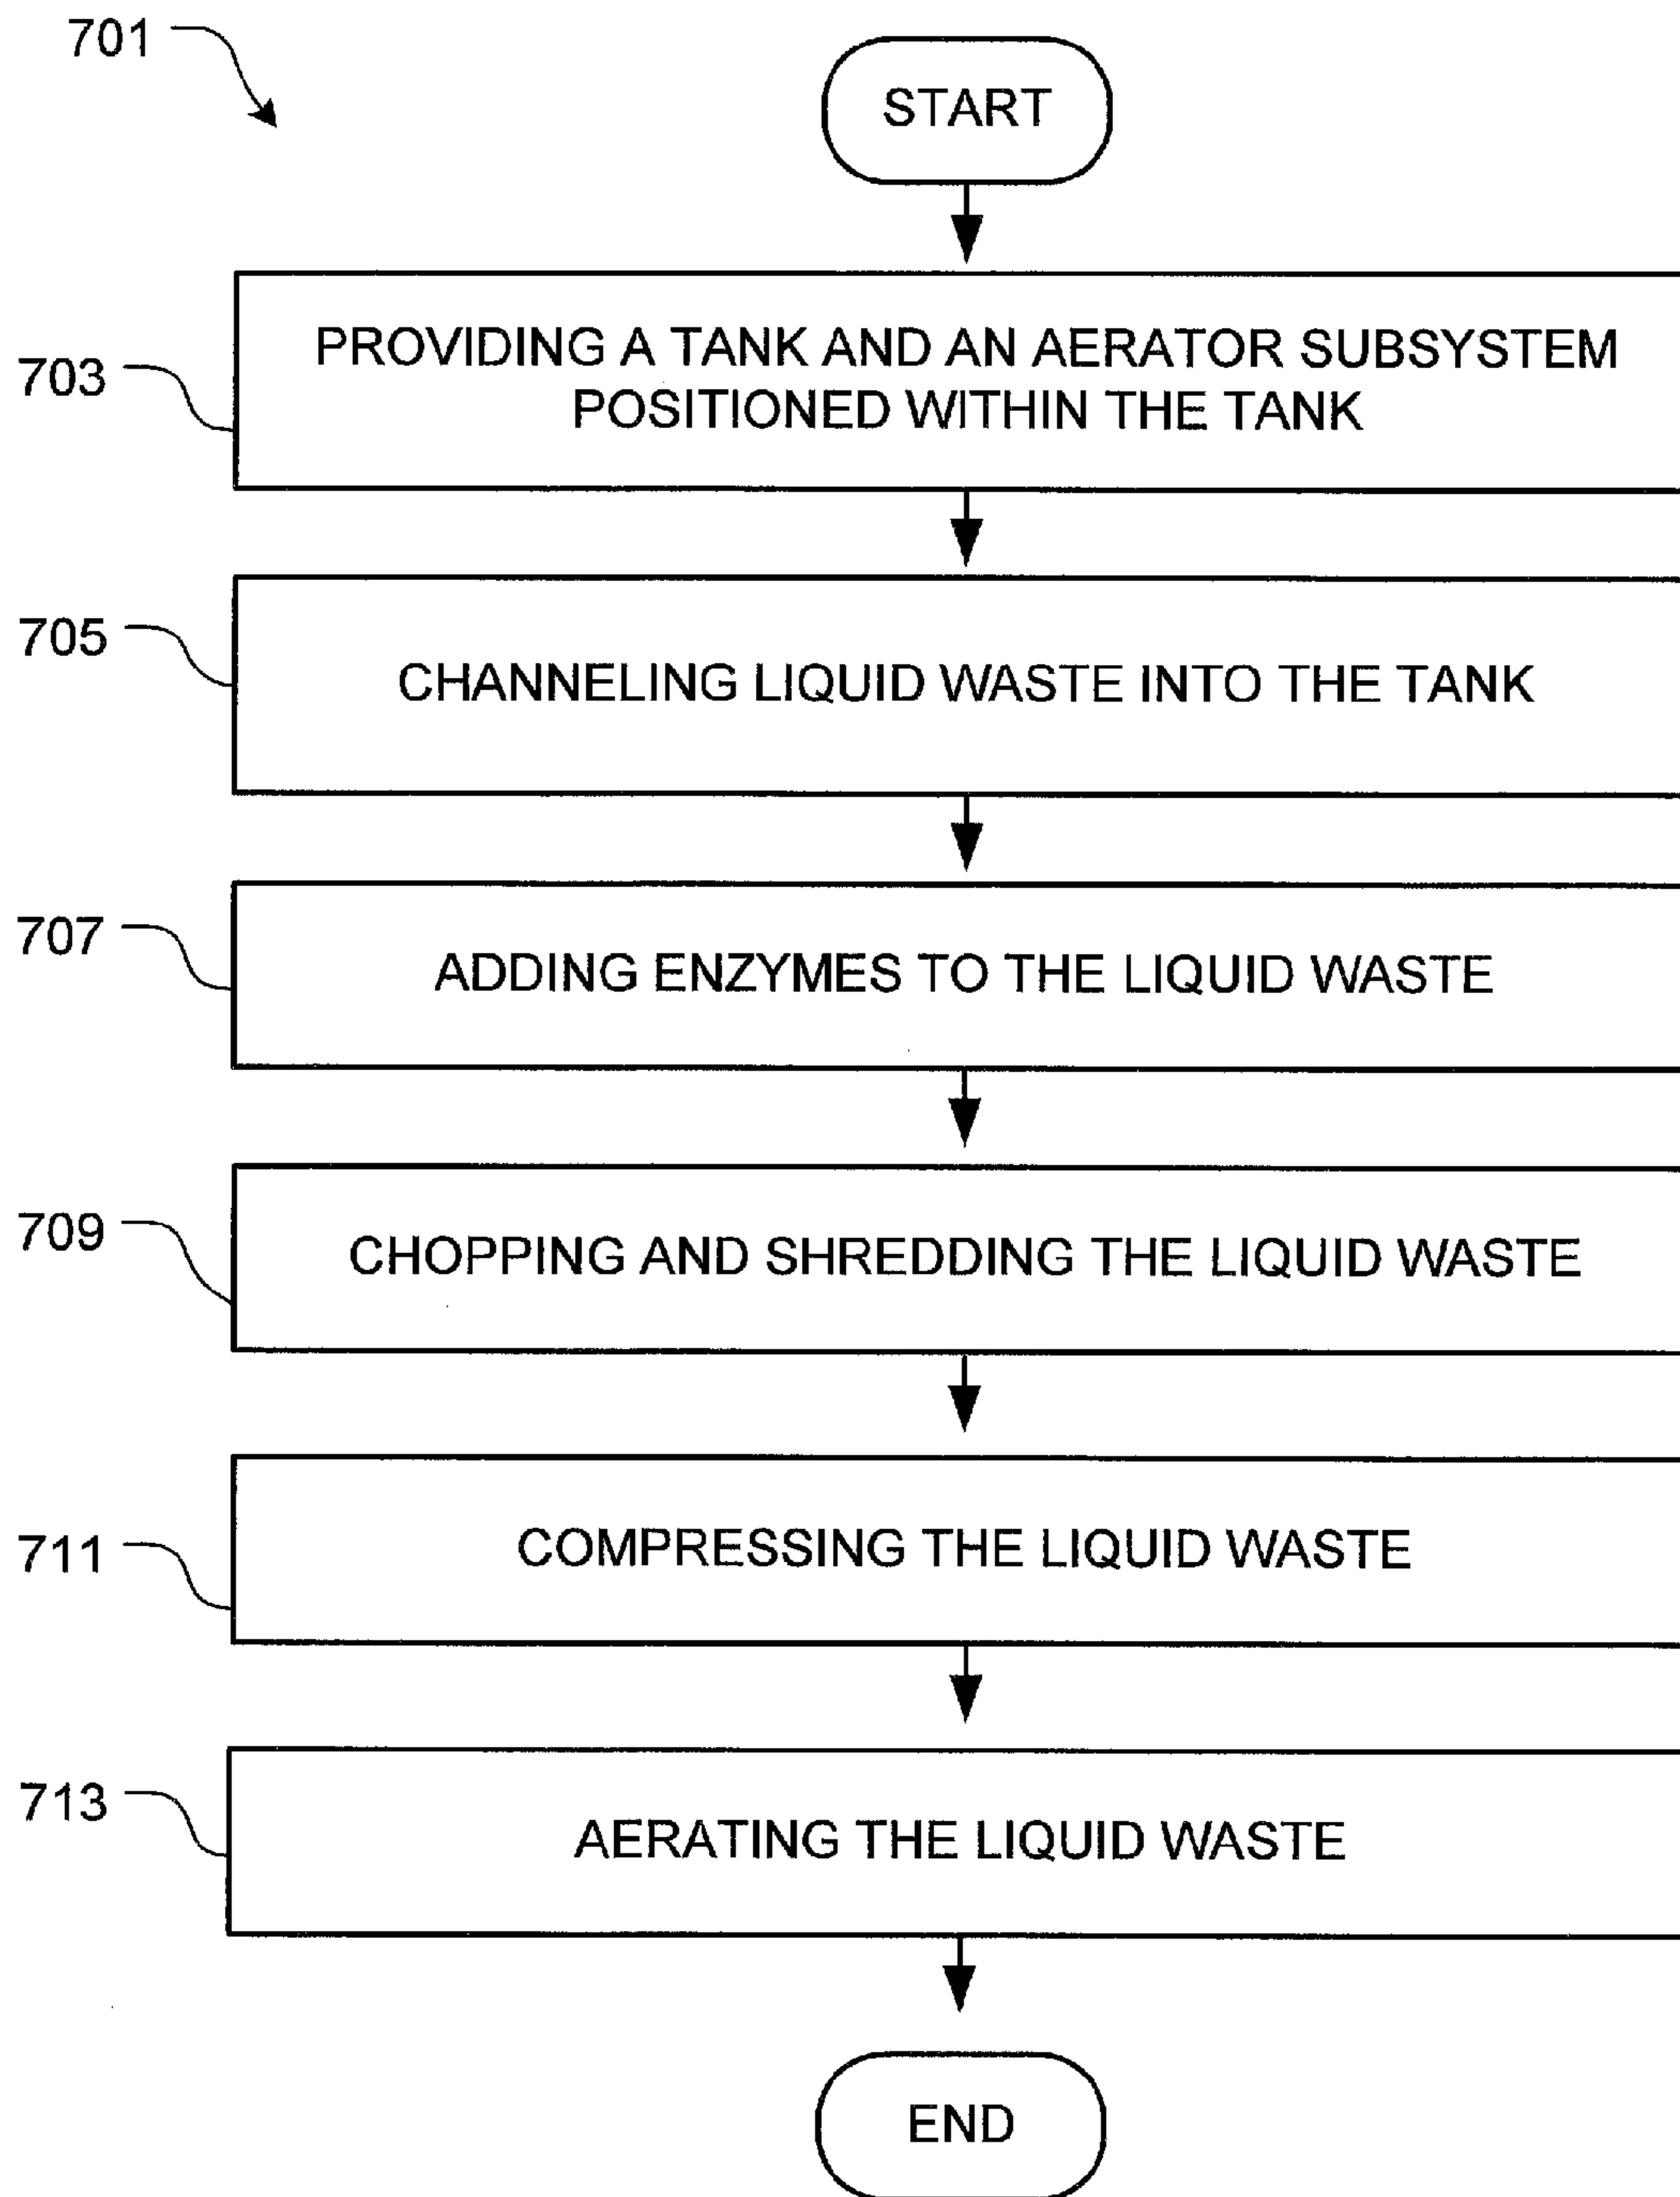 701
START
703
PROVIDING A TANK AND AN AERATOR SUBSYSTEM
POSITIONED WITHIN THE TANK
705
CHANNELING LIQUID WASTE INTO THE TANK
707
ADDING ENZYMES TO THE LIQUID WASTE
709
CHOPPING AND SHREDDING THE LIQUID WASTE
711
COMPRESSING THE LIQUID WASTE
713
AERATING THE LIQUID WASTE
END